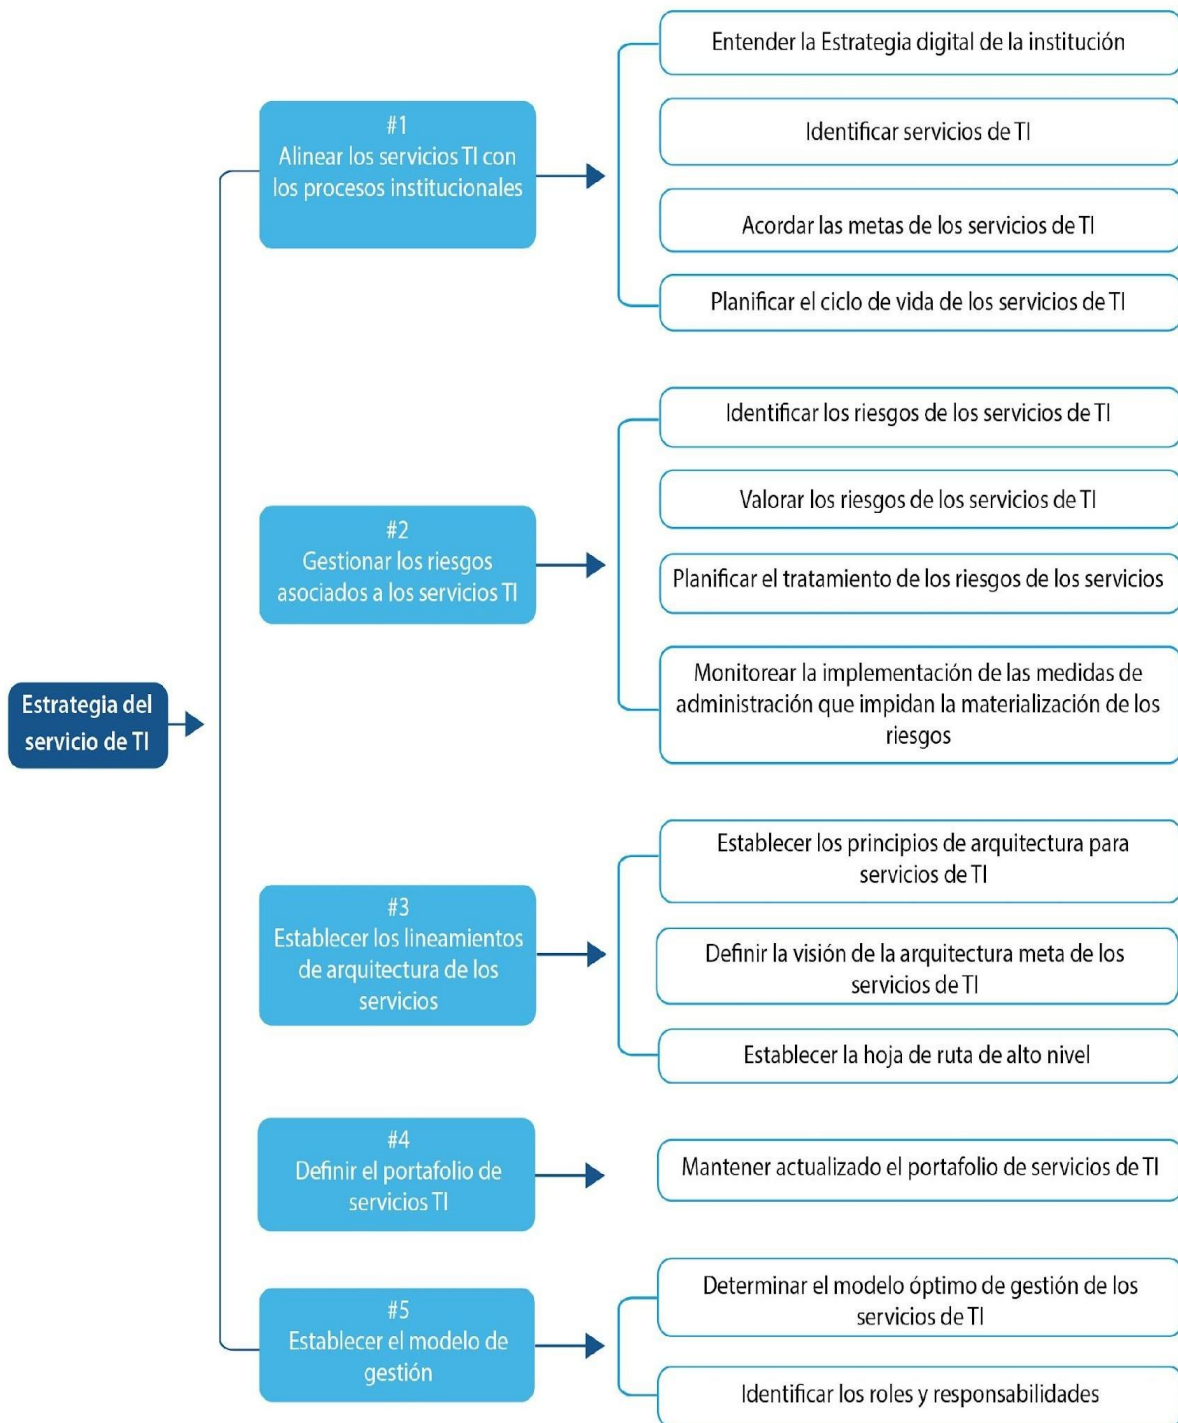 Estrategia del
servicio de TI
#1
Alinear los servicios TI con
los procesos institucionales
Entender la Estrategia digital de la institución
Identificar servicios de TI
Acordar las metas de los servicios de TI
Planificar el ciclo de vida de los servicios de TI
#2
Gestionar los riesgos
asociados a los servicios TI
Identificar los riesgos de los servicios de TI
Valorar los riesgos de los servicios de TI
Planificar el tratamiento de los riesgos de los servicios
Monitorear la implementación de las medidas de
administración que impidan la materialización de los
riesgos
#3
Establecer los lineamientos
de arquitectura de los
servicios
Establecer los principios de arquitectura para
servicios de TI
Definir la visión de la arquitectura meta de los
servicios de TI
Establecer la hoja de ruta de alto nivel
#4
Definir el portafolio de
servicios TI
Mantener actualizado el portafolio de servicios de TI
#5
Establecer el modelo de
gestión
Determinar el modelo óptimo de gestión de los
servicios de TI
Identificar los roles y responsabilidades